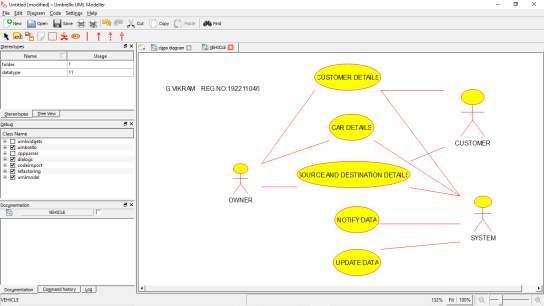 Untitled [modified] - Umbrello UML Modeller
File Edit Diagram Code Settings Help
New Open Save Undo Cut Copy Paste Find
Stereotypes
Name Usage
folder 1
datatype 11
Stereotypes Tree View
Debug
Class Name
umlwidgets
umbrello
cppparser
dialogs
codeimport
refactoring
umlmodel
Documentation
VEHICLE
Documentation Command history Log
class diagram VEHICLE
G.VIKRAM REG.NO:192211046
CUSTOMER DETAILS
CAR DETAILS
SOURCE AND DESTINATION DETAILS
NOTIFY DATA
UPDATE DATA
OWNER
CUSTOMER
SYSTEM
VEHICLE
132% Fit 100%